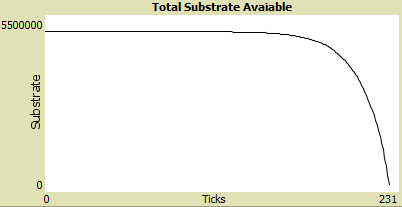 Total Substrate Avaiable
5500000
Substrate
0
0 Ticks 231